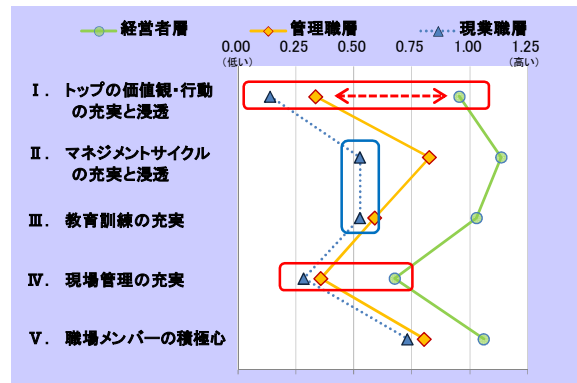 経営者層 管理職層 現業職層
0.00 0.25 0.50 0.75 1.00 1.25
(低い) (高い)
Ⅰ. トップの価値観・行動
の充実と浸透
Ⅱ. マネジメントサイクル
の充実と浸透
Ⅲ. 教育訓練の充実
Ⅳ. 現場管理の充実
Ⅴ. 職場メンバーの積極心